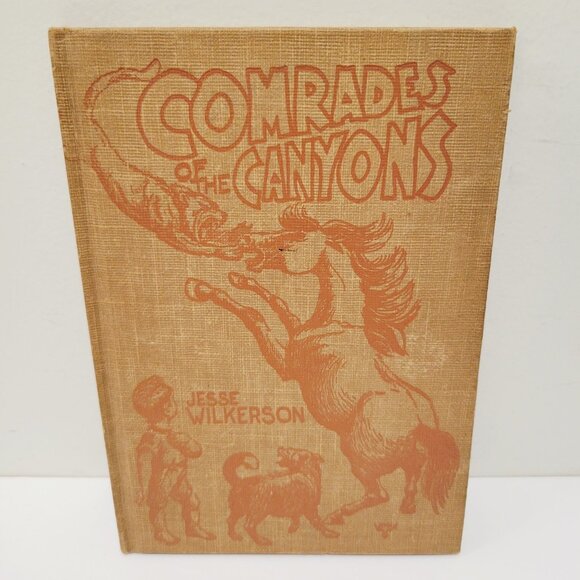 COMRADES
OF THE
CANYONS
JESSE
WILKERSON